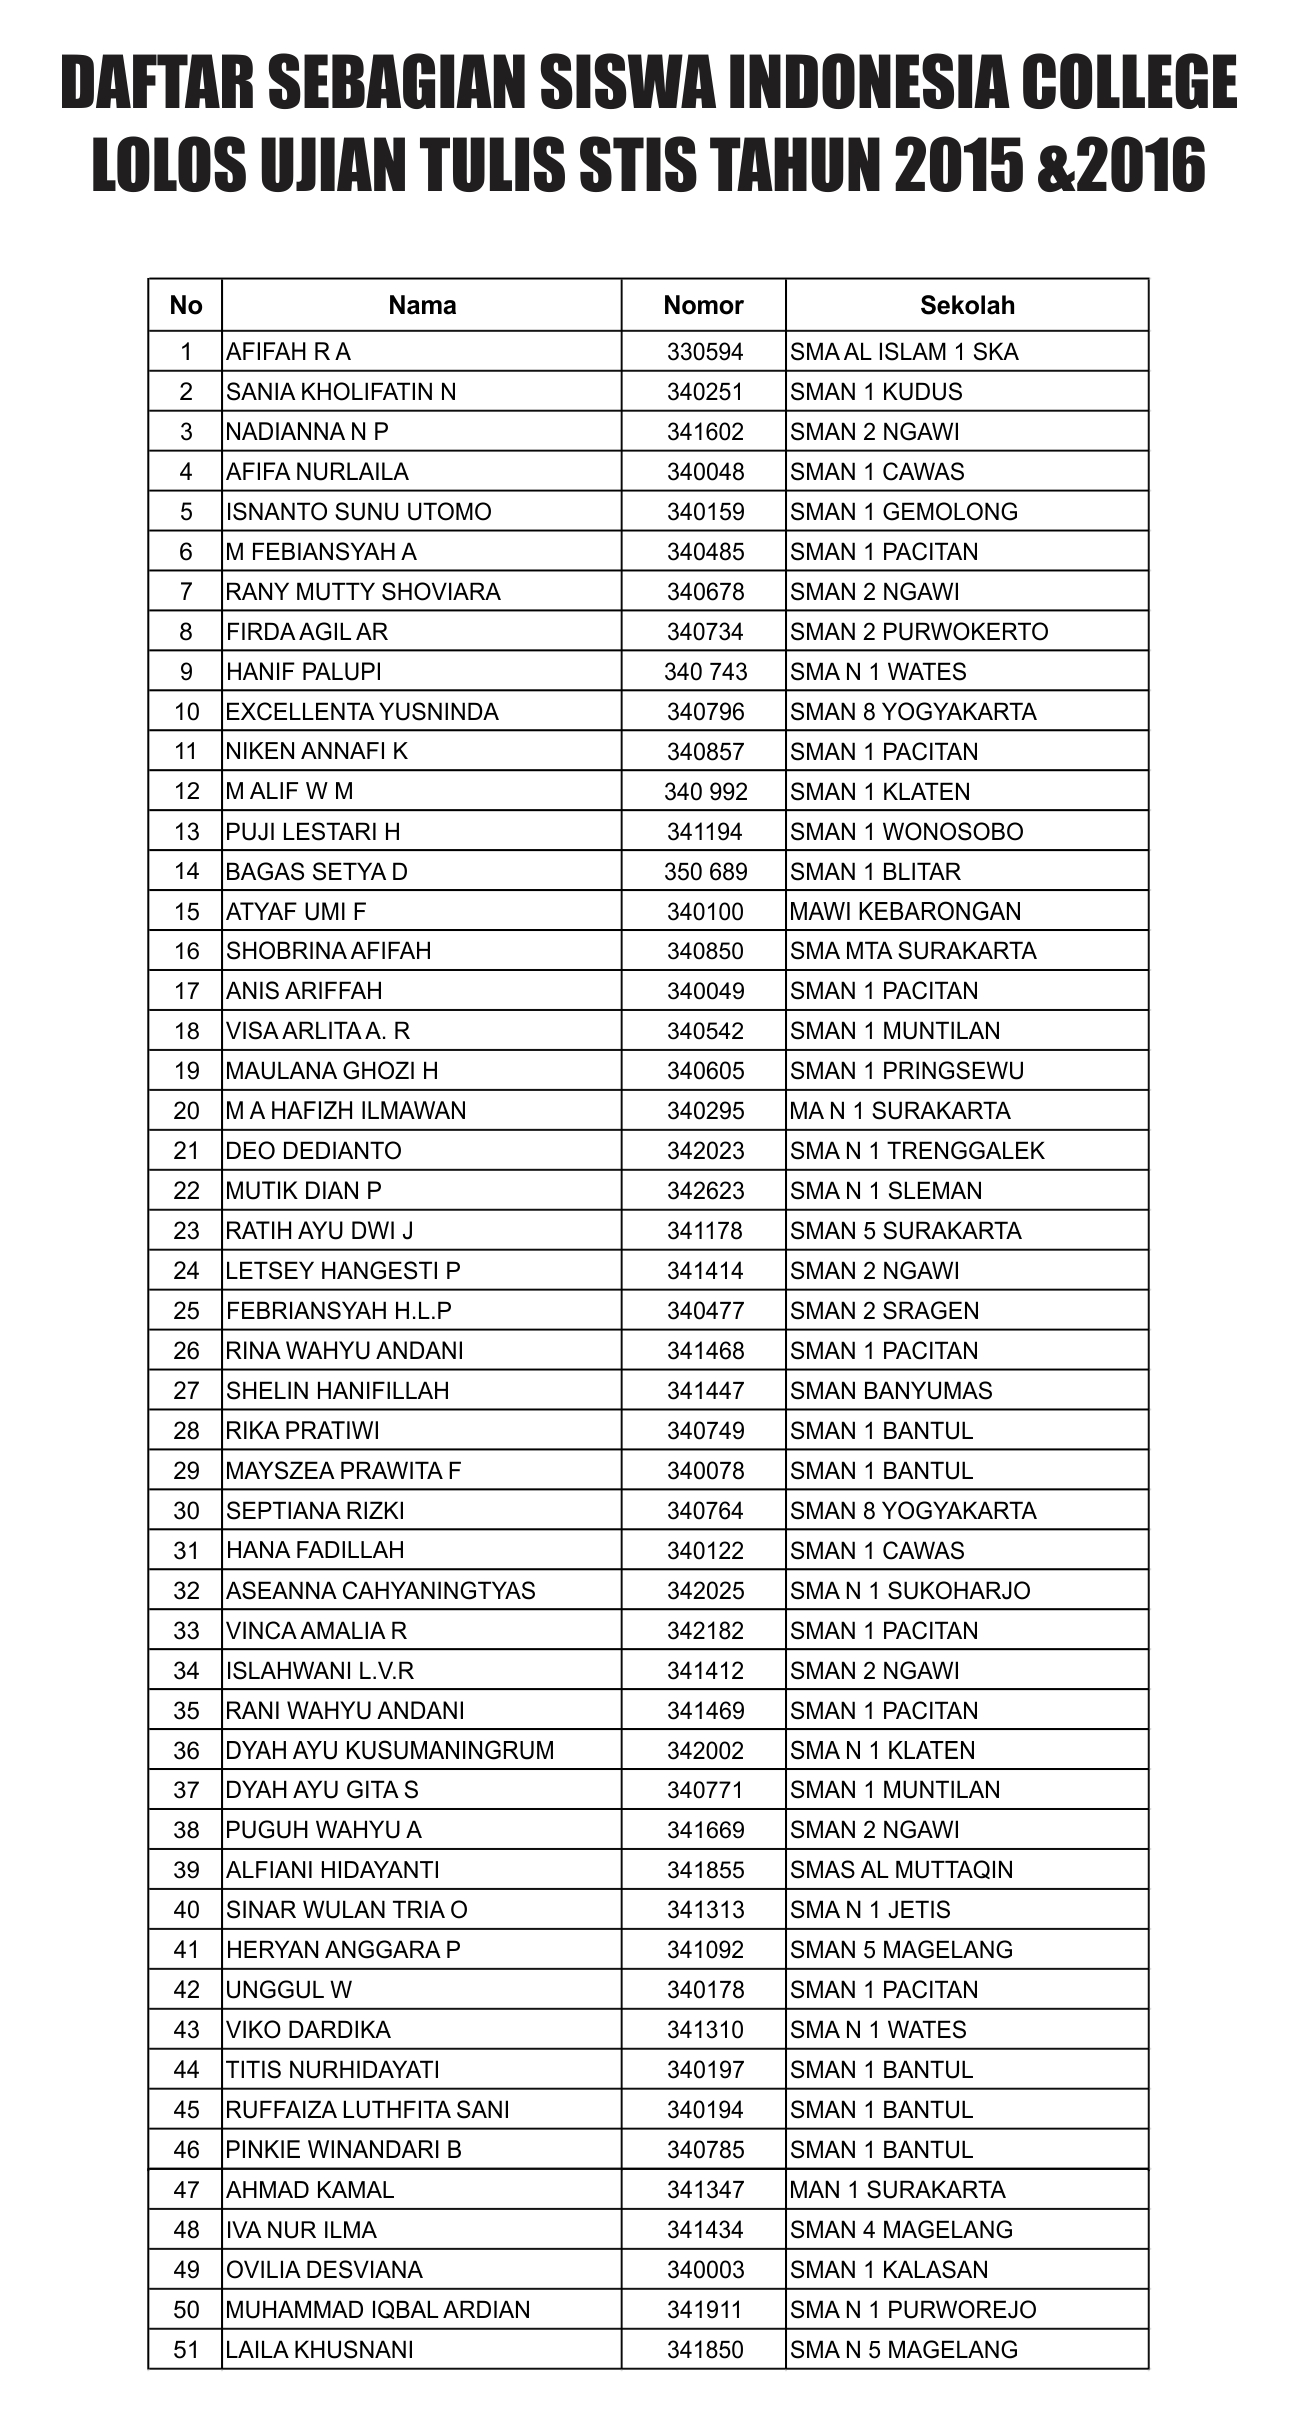 DAFTAR SEBAGIAN SISWA INDONESIA COLLEGE
LOLOS UJIAN TULIS STIS TAHUN 2015 &2016
No Nama Nomor Sekolah
1 AFIFAH R A 330594 SMA AL ISLAM 1 SKA
2 SANIA KHOLIFATIN N 340251 SMAN 1 KUDUS
3 NADIANNA N P 341602 SMAN 2 NGAWI
4 AFIFA NURLAILA 340048 SMAN 1 CAWAS
5 ISNANTO SUNU UTOMO 340159 SMAN 1 GEMOLONG
6 M FEBIANSYAH A 340485 SMAN 1 PACITAN
7 RANY MUTTY SHOVIARA 340678 SMAN 2 NGAWI
8 FIRDA AGIL AR 340734 SMAN 2 PURWOKERTO
9 HANIF PALUPI 340 743 SMA N 1 WATES
10 EXCELLENTA YUSNINDA 340796 SMAN 8 YOGYAKARTA
11 NIKEN ANNAFI K 340857 SMAN 1 PACITAN
12 M ALIF W M 340 992 SMAN 1 KLATEN
13 PUJI LESTARI H 341194 SMAN 1 WONOSOBO
14 BAGAS SETYA D 350 689 SMAN 1 BLITAR
15 ATYAF UMI F 340100 MAWI KEBARONGAN
16 SHOBRINA AFIFAH 340850 SMA MTA SURAKARTA
17 ANIS ARIFFAH 340049 SMAN 1 PACITAN
18 VISA ARLITA A. R 340542 SMAN 1 MUNTILAN
19 MAULANA GHOZI H 340605 SMAN 1 PRINGSEWU
20 M A HAFIZH ILMAWAN 340295 MA N 1 SURAKARTA
21 DEO DEDIANTO 342023 SMA N 1 TRENGGALEK
22 MUTIK DIAN P 342623 SMA N 1 SLEMAN
23 RATIH AYU DWI J 341178 SMAN 5 SURAKARTA
24 LETSEY HANGESTI P 341414 SMAN 2 NGAWI
25 FEBRIANSYAH H.L.P 340477 SMAN 2 SRAGEN
26 RINA WAHYU ANDANI 341468 SMAN 1 PACITAN
27 SHELIN HANIFILLAH 341447 SMAN BANYUMAS
28 RIKA PRATIWI 340749 SMAN 1 BANTUL
29 MAYSZEA PRAWITA F 340078 SMAN 1 BANTUL
30 SEPTIANA RIZKI 340764 SMAN 8 YOGYAKARTA
31 HANA FADILLAH 340122 SMAN 1 CAWAS
32 ASEANNA CAHYANINGTYAS 342025 SMA N 1 SUKOHARJO
33 VINCA AMALIA R 342182 SMAN 1 PACITAN
34 ISLAHWANI L.V.R 341412 SMAN 2 NGAWI
35 RANI WAHYU ANDANI 341469 SMAN 1 PACITAN
36 DYAH AYU KUSUMANINGRUM 342002 SMA N 1 KLATEN
37 DYAH AYU GITA S 340771 SMAN 1 MUNTILAN
38 PUGUH WAHYU A 341669 SMAN 2 NGAWI
39 ALFIANI HIDAYANTI 341855 SMAS AL MUTTAQIN
40 SINAR WULAN TRIA O 341313 SMA N 1 JETIS
41 HERYAN ANGGARA P 341092 SMAN 5 MAGELANG
42 UNGGUL W 340178 SMAN 1 PACITAN
43 VIKO DARDIKA 341310 SMA N 1 WATES
44 TITIS NURHIDAYATI 340197 SMAN 1 BANTUL
45 RUFFAIZA LUTHFITA SANI 340194 SMAN 1 BANTUL
46 PINKIE WINANDARI B 340785 SMAN 1 BANTUL
47 AHMAD KAMAL 341347 MAN 1 SURAKARTA
48 IVA NUR ILMA 341434 SMAN 4 MAGELANG
49 OVILIA DESVIANA 340003 SMAN 1 KALASAN
50 MUHAMMAD IQBAL ARDIAN 341911 SMA N 1 PURWOREJO
51 LAILA KHUSNANI 341850 SMA N 5 MAGELANG